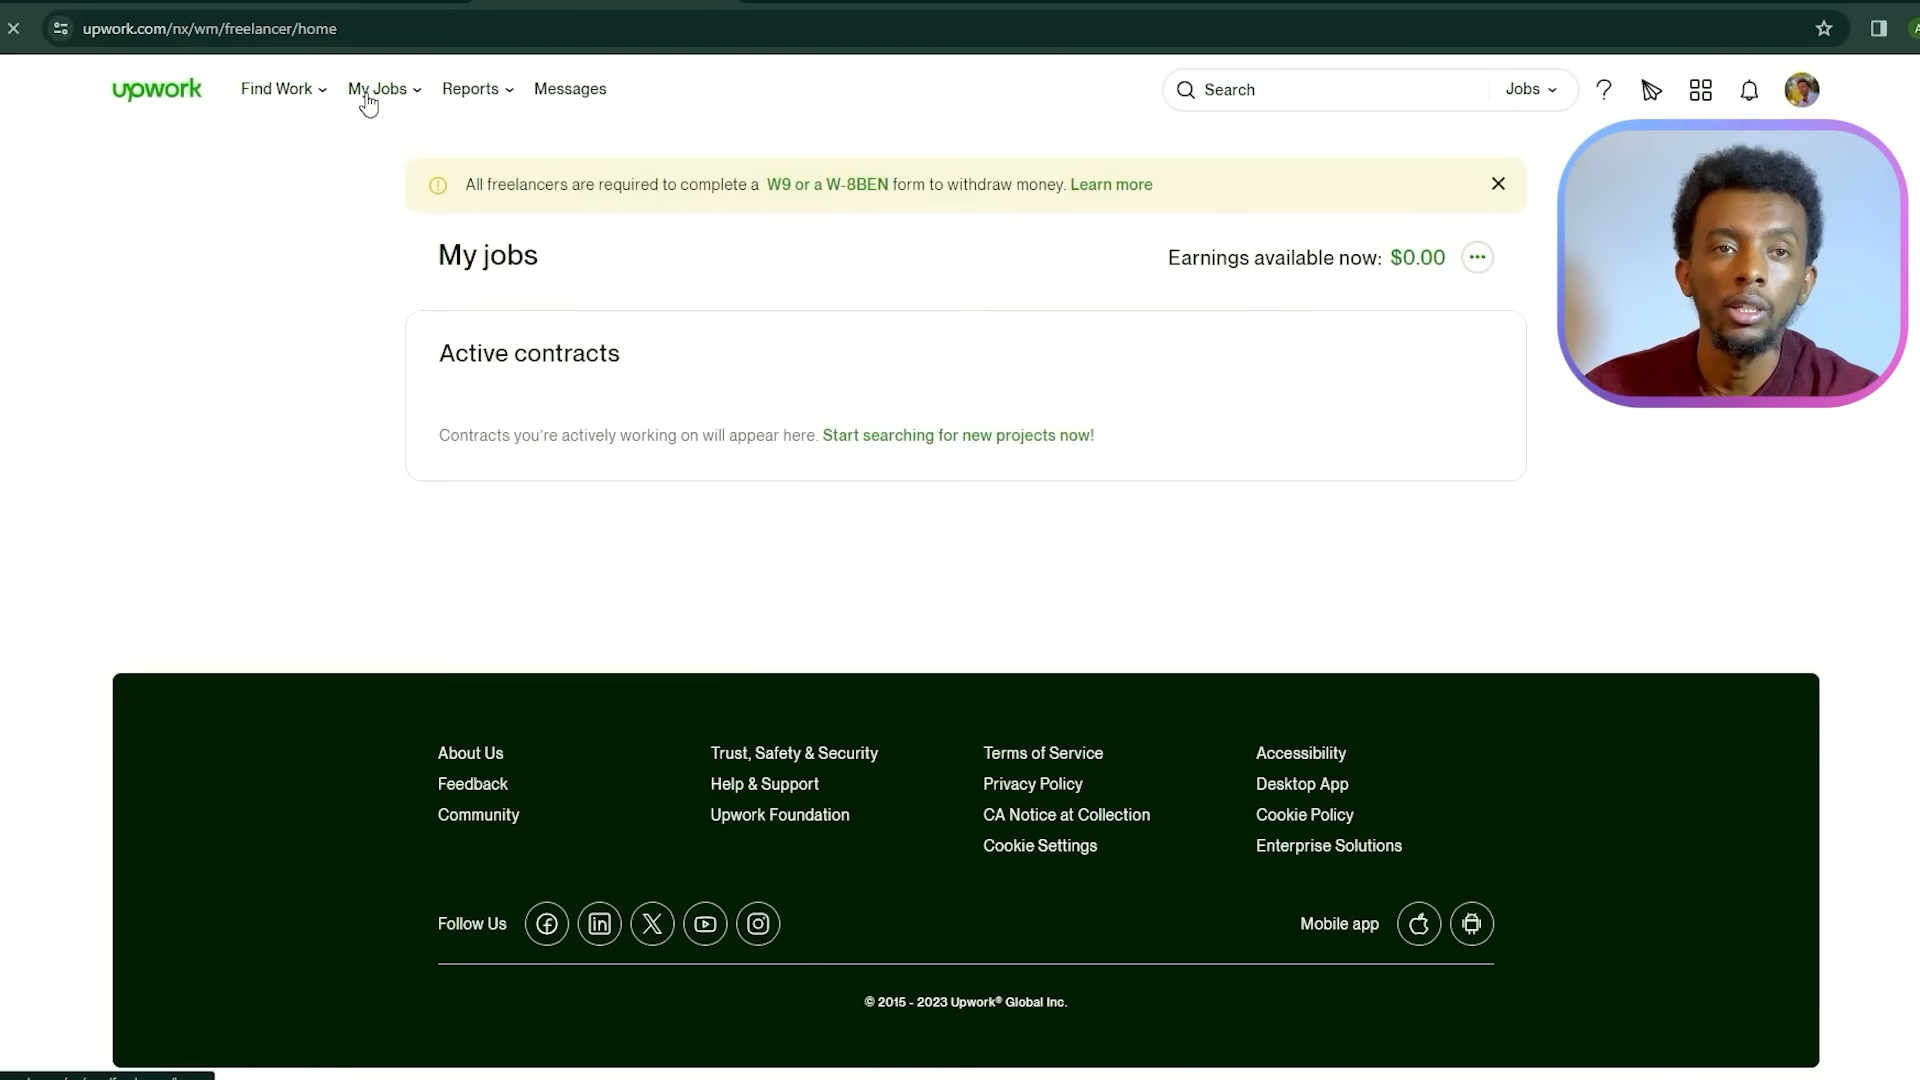 upwork.com/nx/wm/freelancer/home
upwork
Find Work
My Jobs
Reports
Messages
Search
Jobs
All freelancers are required to complete a W9 or a W-8BEN form to withdraw money. Learn more
My jobs
Earnings available now: $0.00
Active contracts
Contracts you're actively working on will appear here. Start searching for new projects now!
About Us
Trust, Safety & Security
Terms of Service
Accessibility
Feedback
Help & Support
Privacy Policy
Desktop App
Community
Upwork Foundation
CA Notice at Collection
Cookie Policy
Cookie Settings
Enterprise Solutions
Follow Us
Mobile app
© 2015 - 2023 Upwork® Global Inc.